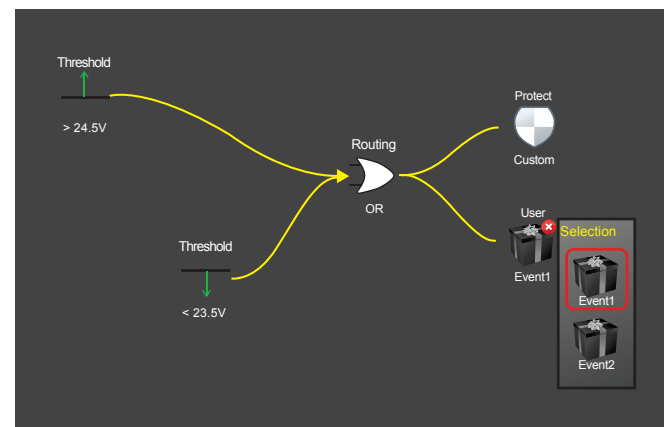 Threshold
> 24.5V
Threshold
< 23.5V
Routing
OR
Protect
Custom
User
Event1
Selection
Event1
Event2